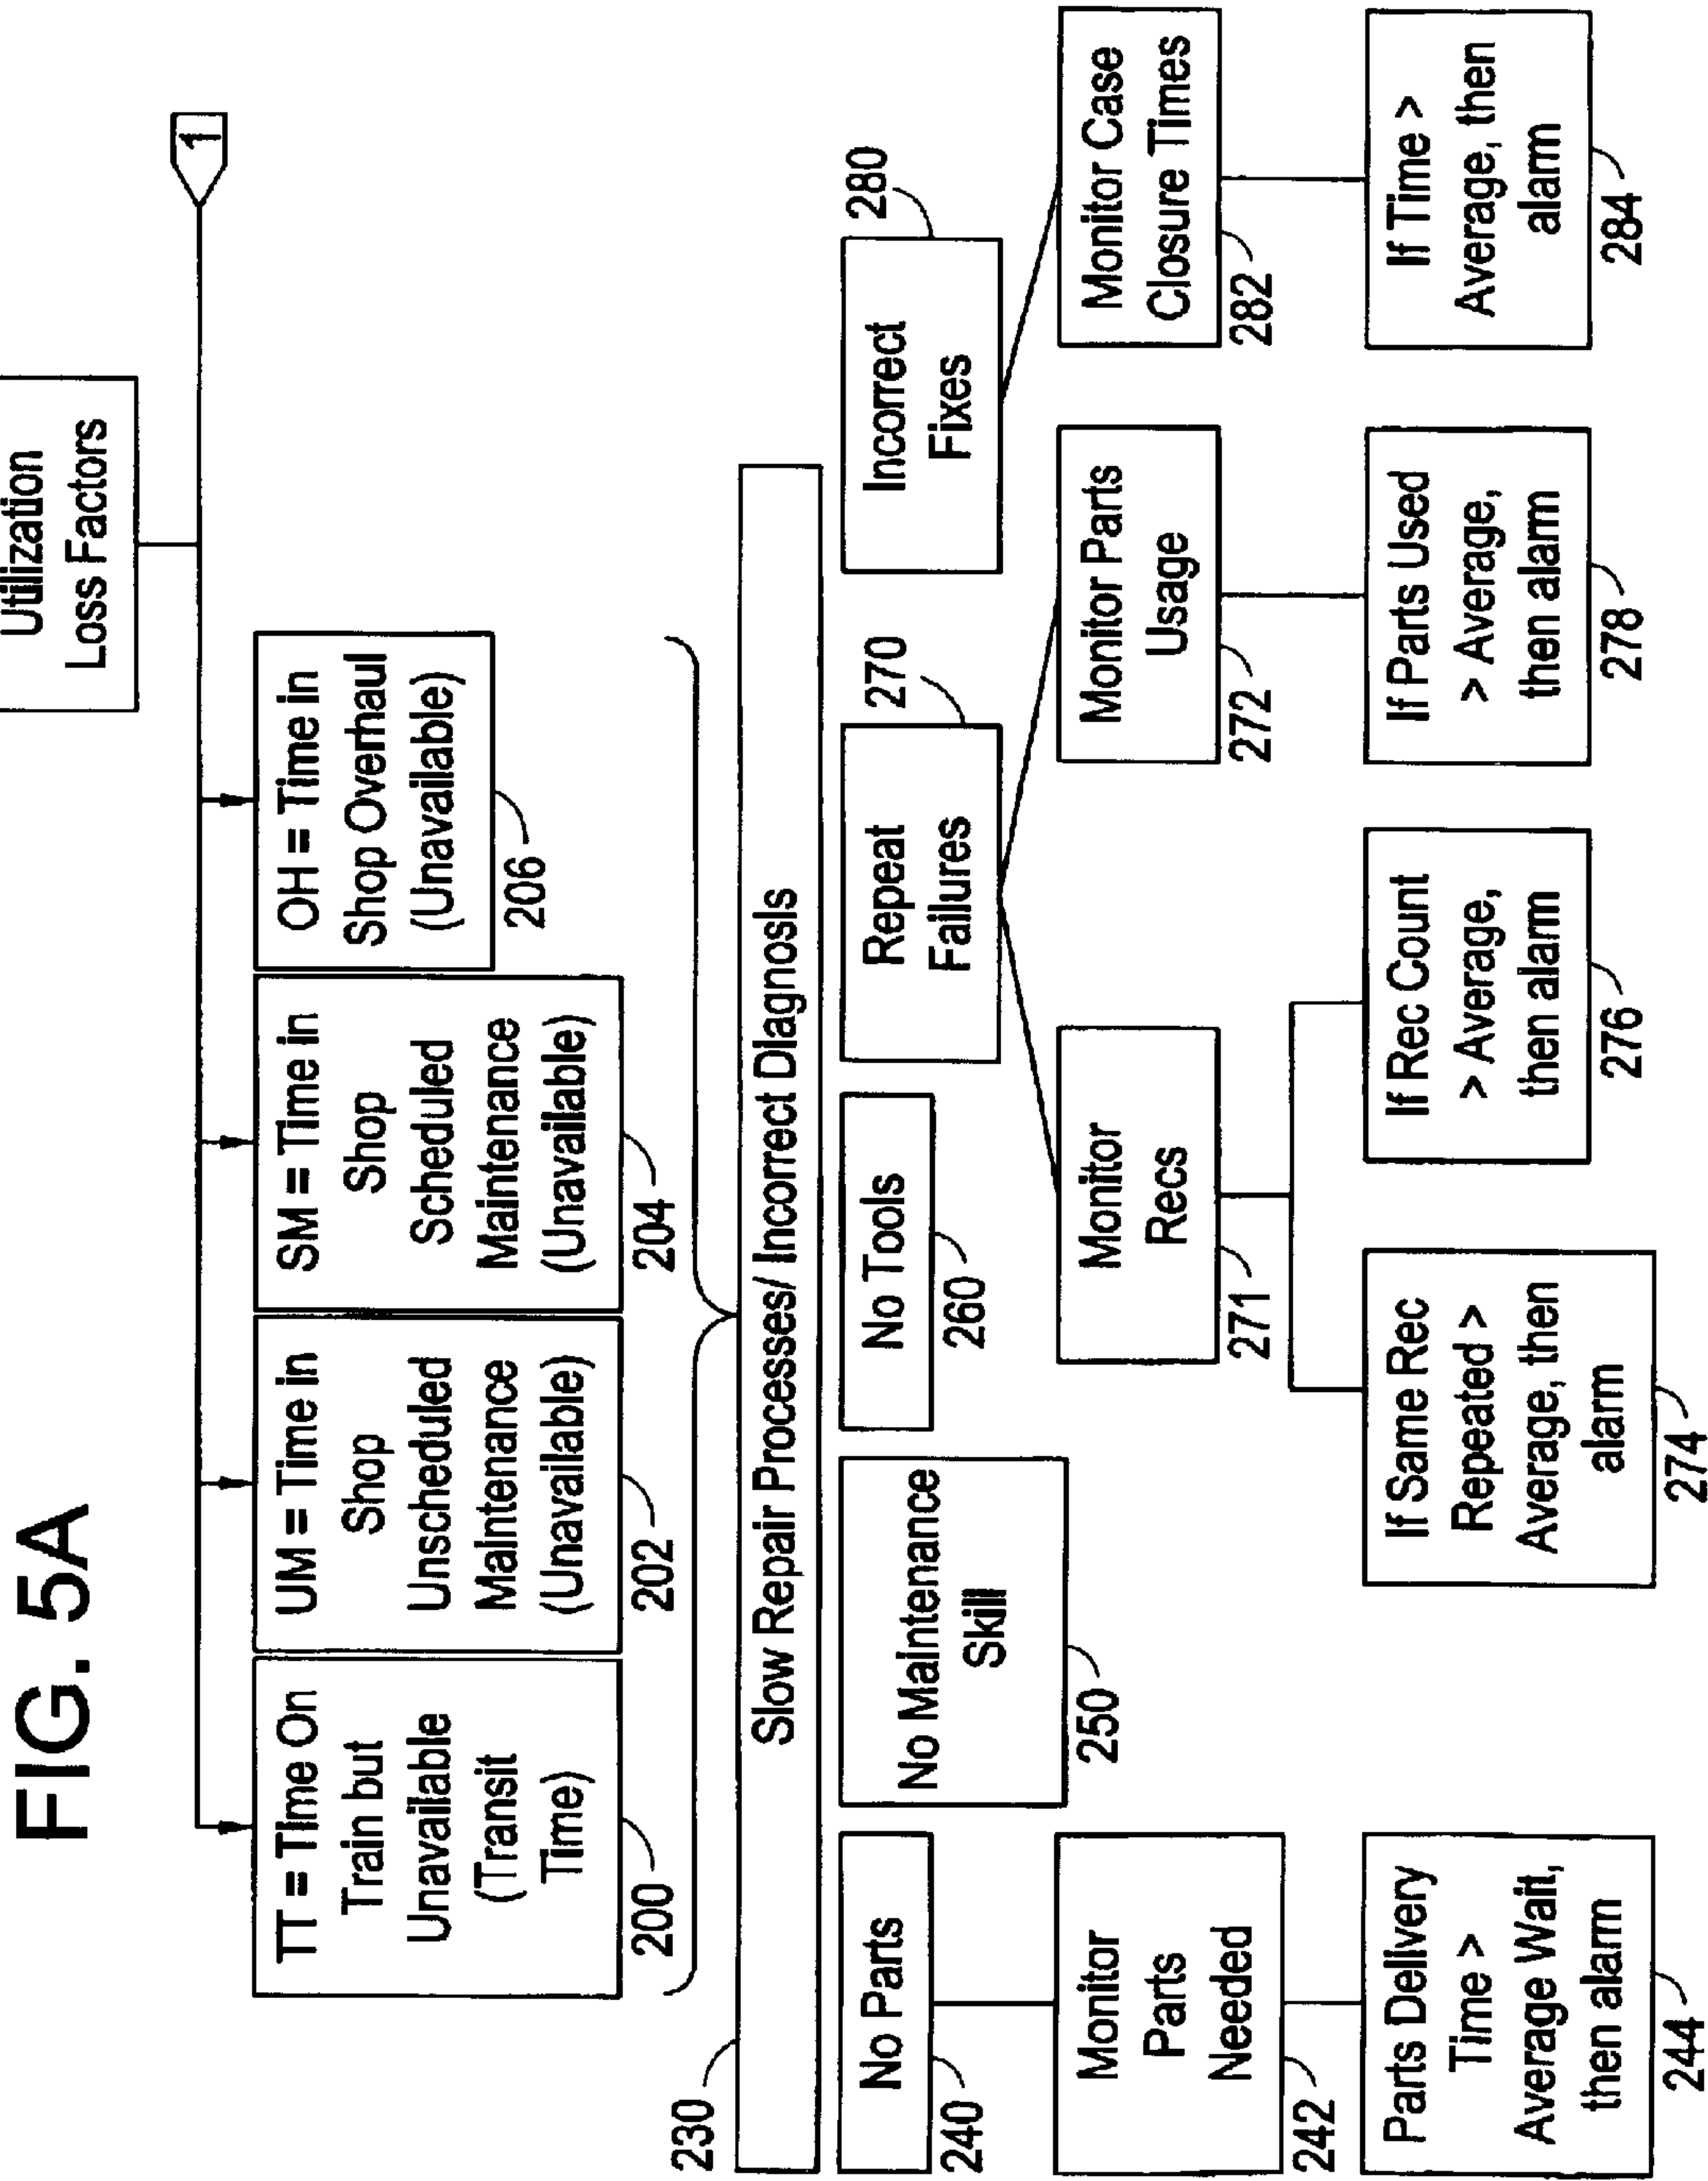 FIG. 5A
Utilization
Loss Factors
1
TT = Time On
Train but
Unavailable
(Transit
Time)
200
UM = Time in
Shop
Unscheduled
Maintenance
(Unavailable)
202
SM = Time in
Shop
Scheduled
Maintenance
(Unavailable)
204
OH = Time in
Shop Overhaul
(Unavailable)
206
230
Slow Repair Processes/ Incorrect Diagnosis
No Parts
240
No Maintenance
Skill
250
No Tools
260
Repeat
Failures
270
Incorrect
Fixes
280
Monitor
Parts
Needed
242
Monitor
Recs
271
Monitor Parts
Usage
272
Monitor Case
Closure Times
282
Parts Delivery
Time >
Average Wait,
then alarm
244
If Same Rec
Repeated >
Average, then
alarm
274
If Rec Count
> Average,
then alarm
276
If Parts Used
> Average,
then alarm
278
If Time >
Average, then
alarm
284